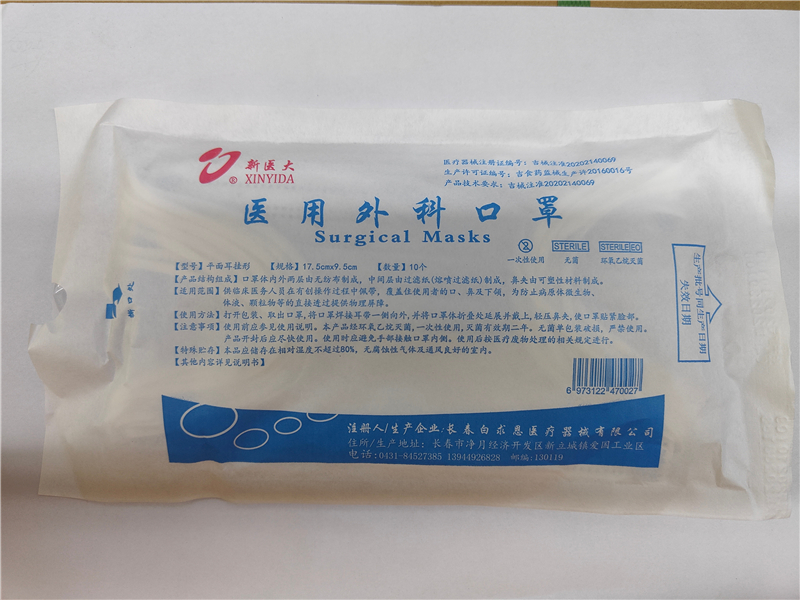 新医大
XINYIDA
®
医疗器械注册证编号：吉械注准20202140069
生产许可证编号：吉食药监械生产许20160016号
产品技术要求：吉械注准20202140069
医用外科口罩
Surgical Masks
② STERILE STERILE EO
一次性使用 无菌 环氧乙烷灭菌
【型号】平面耳挂形 【规格】17.5cmx9.5cm 【数量】10个
【产品结构组成】口罩体内外两层由无纺布制成，中间层由过滤纸(熔喷过滤纸)制成，鼻夹由可塑性材料制成。
【适用范围】供临床医务人员在有创操作过程中佩带，覆盖住使用者的口、鼻及下颌，为防止病原体微生物、
体液、颗粒物等的直接透过提供物理屏障。
【使用方法】打开包装、取出口罩，将口罩绑接耳带一侧向外，并将口罩体折叠处延展并戴上，轻压鼻夹，使口罩贴紧脸部。
【注意事项】使用前应参见使用说明。本产品经环氧乙烷灭菌，一次性使用，灭菌有效期二年。无菌单包装破损，严禁使用。
产品开封后应尽快使用。使用时应避免手部接触口罩内侧。使用后按医疗废物处理的相关规定进行。
【特殊贮存】本品应储存在相对湿度不超过80%，无腐蚀性气体及通风良好的室内。
【其他内容详见说明书】
6 973122 470027
注册人/生产企业：长春白求恩医疗器械有限公司
住所/生产地址：长春市净月经济开发区新立城镇爱国工业区
电话：0431-84527385 13944926828 邮编：130119
撕口处
生产批号同生产日期
失效日期